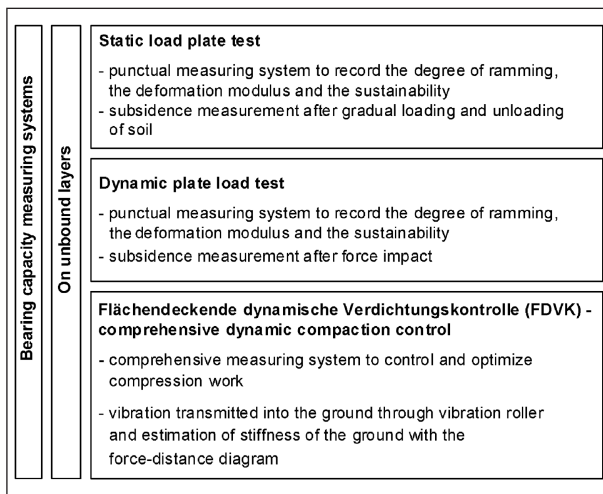 Bearing capacity measuring systems
On unbound layers
Static load plate test
- punctual measuring system to record the degree of ramming,
the deformation modulus and the sustainability
- subsidence measurement after gradual loading and unloading
of soil
Dynamic plate load test
- punctual measuring system to record the degree of ramming,
the deformation modulus and the sustainability
- subsidence measurement after force impact
Flächendeckende dynamische Verdichtungskontrolle (FDVK) -
comprehensive dynamic compaction control
- comprehensive measuring system to control and optimize
compression work
- vibration transmitted into the ground through vibration roller
and estimation of stiffness of the ground with the
force-distance diagram